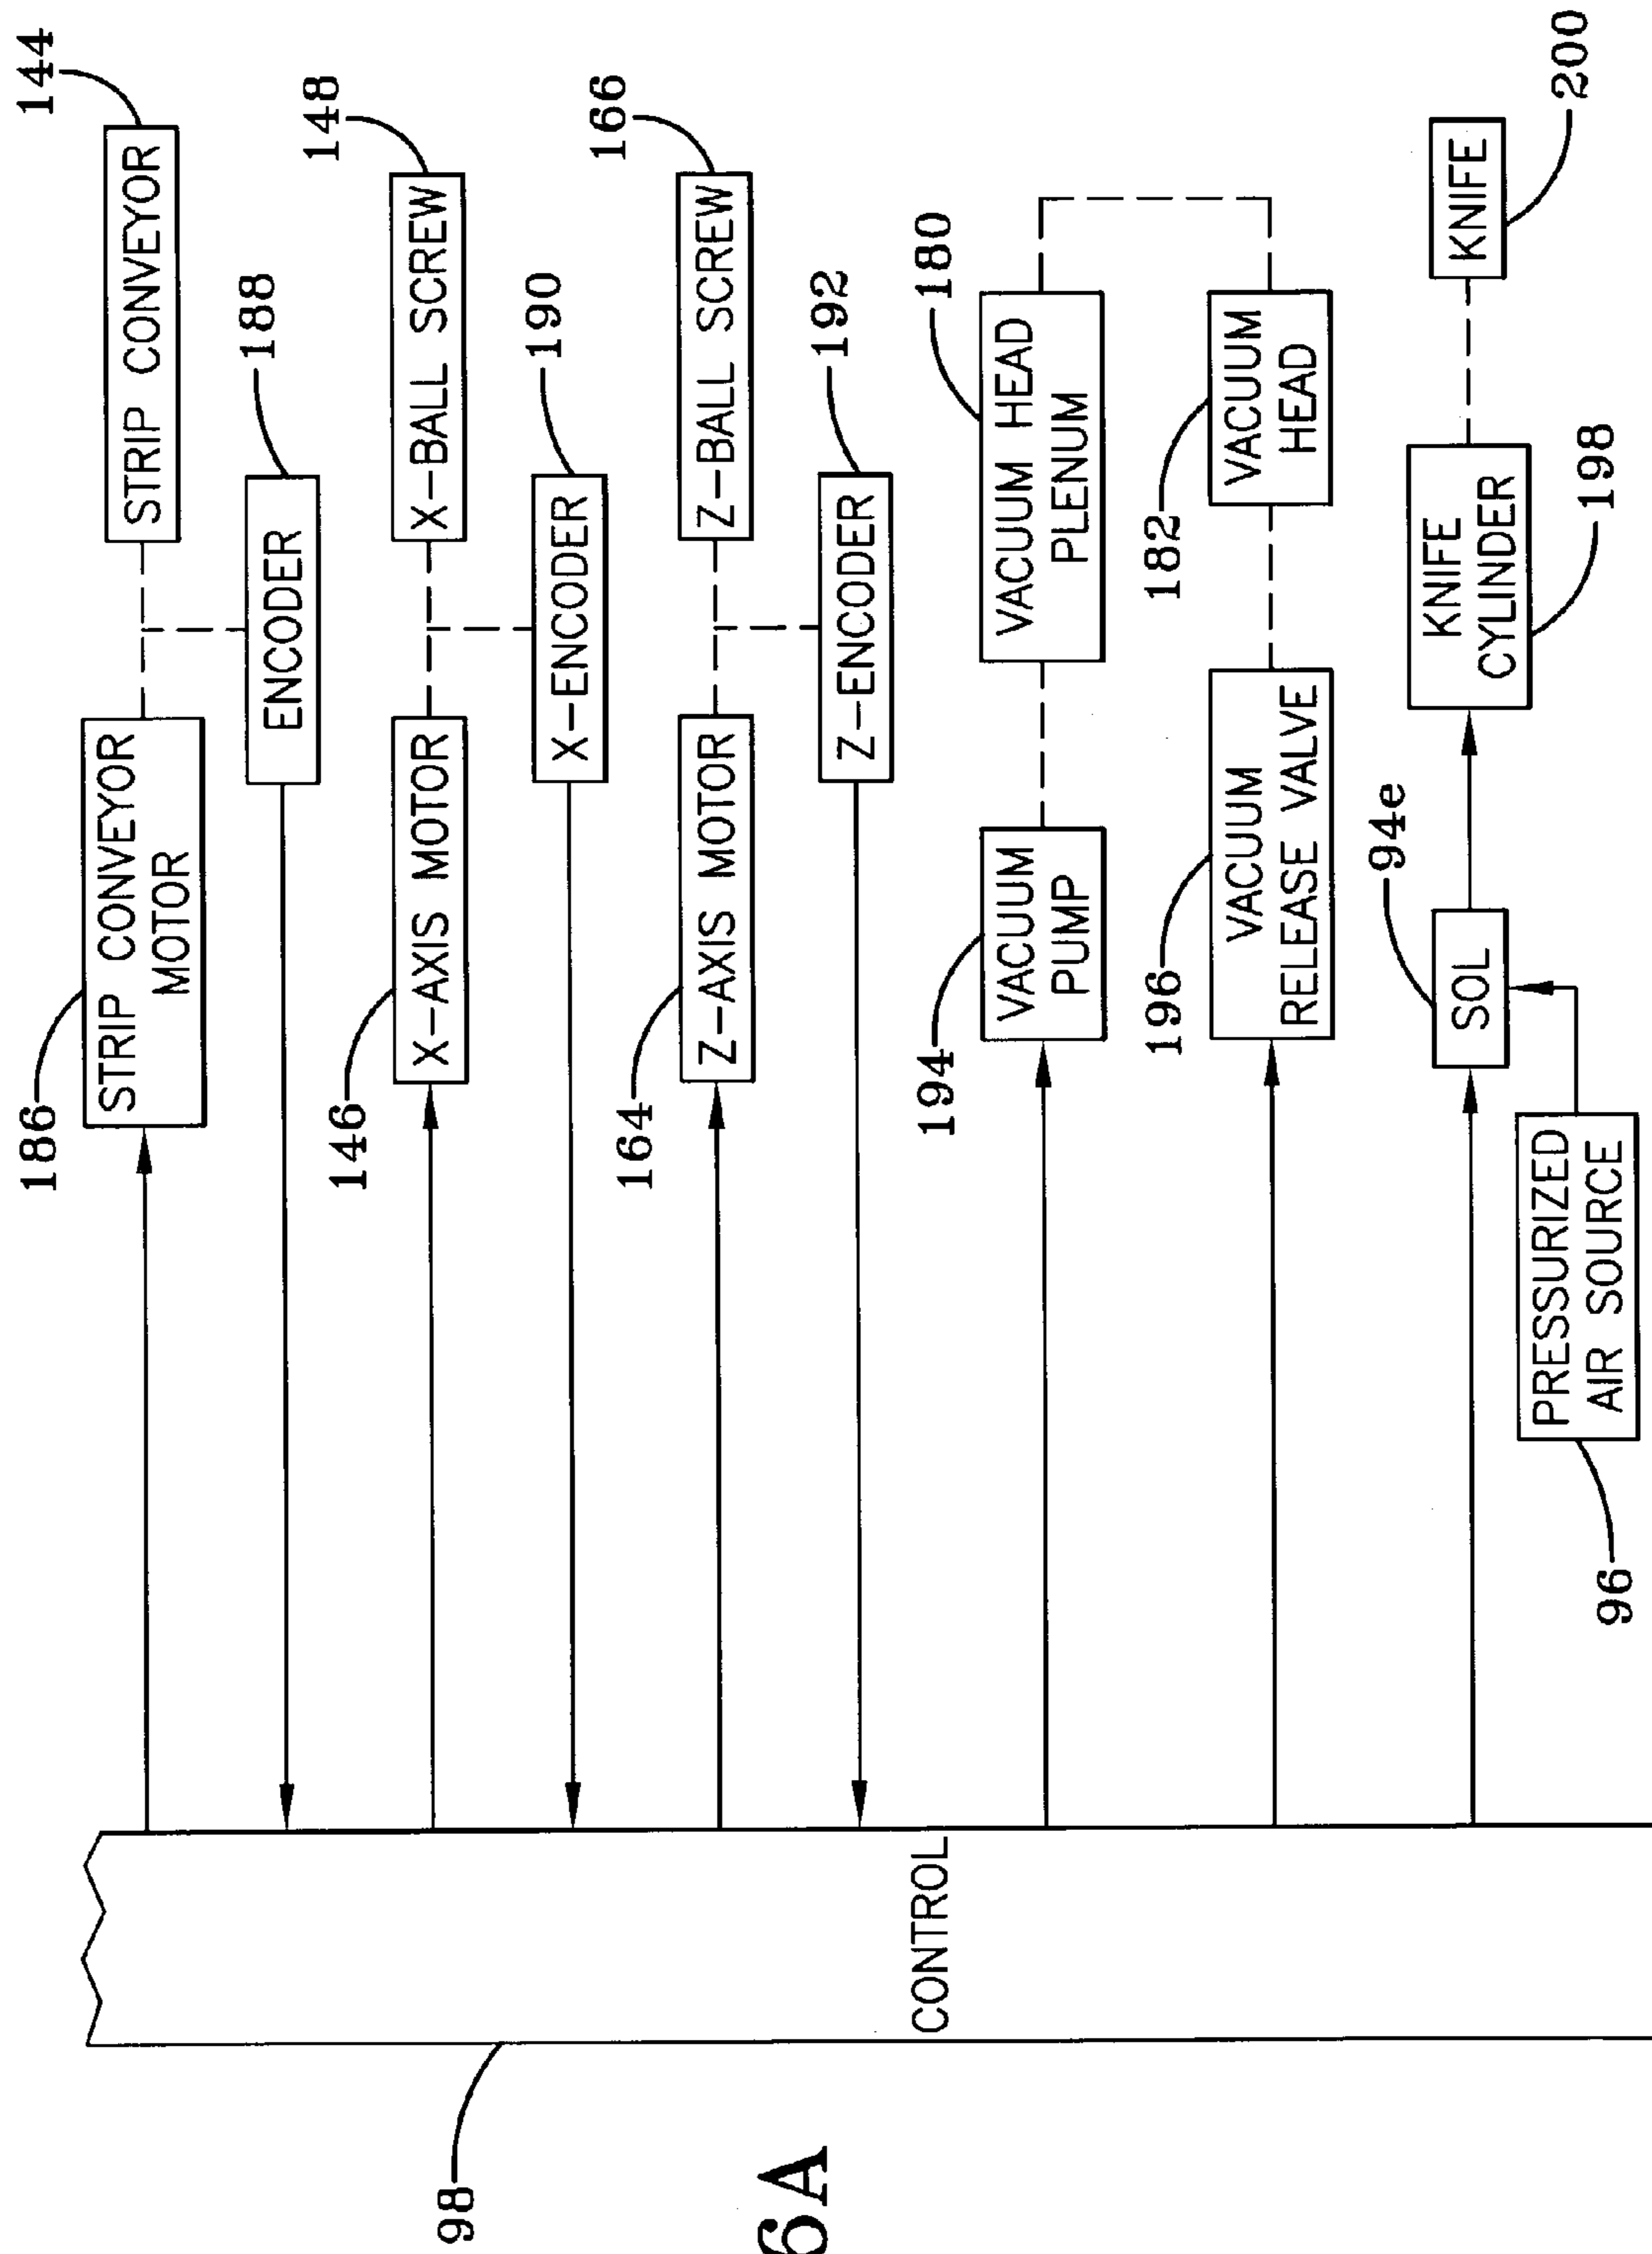 186
STRIP CONVEYOR
MOTOR
STRIP CONVEYOR
144
ENCODER
188
146
X-AXIS MOTOR
X-BALL SCREW
148
X-ENCODER
190
164
Z-AXIS MOTOR
Z-BALL SCREW
166
Z-ENCODER
192
98
CONTROL
194
VACUUM
PUMP
VACUUM HEAD
PLENUM
180
196
VACUUM
RELEASE VALVE
182
VACUUM
HEAD
94e
SOL
KNIFE
CYLINDER
198
KNIFE
200
PRESSURIZED
AIR SOURCE
96
6A